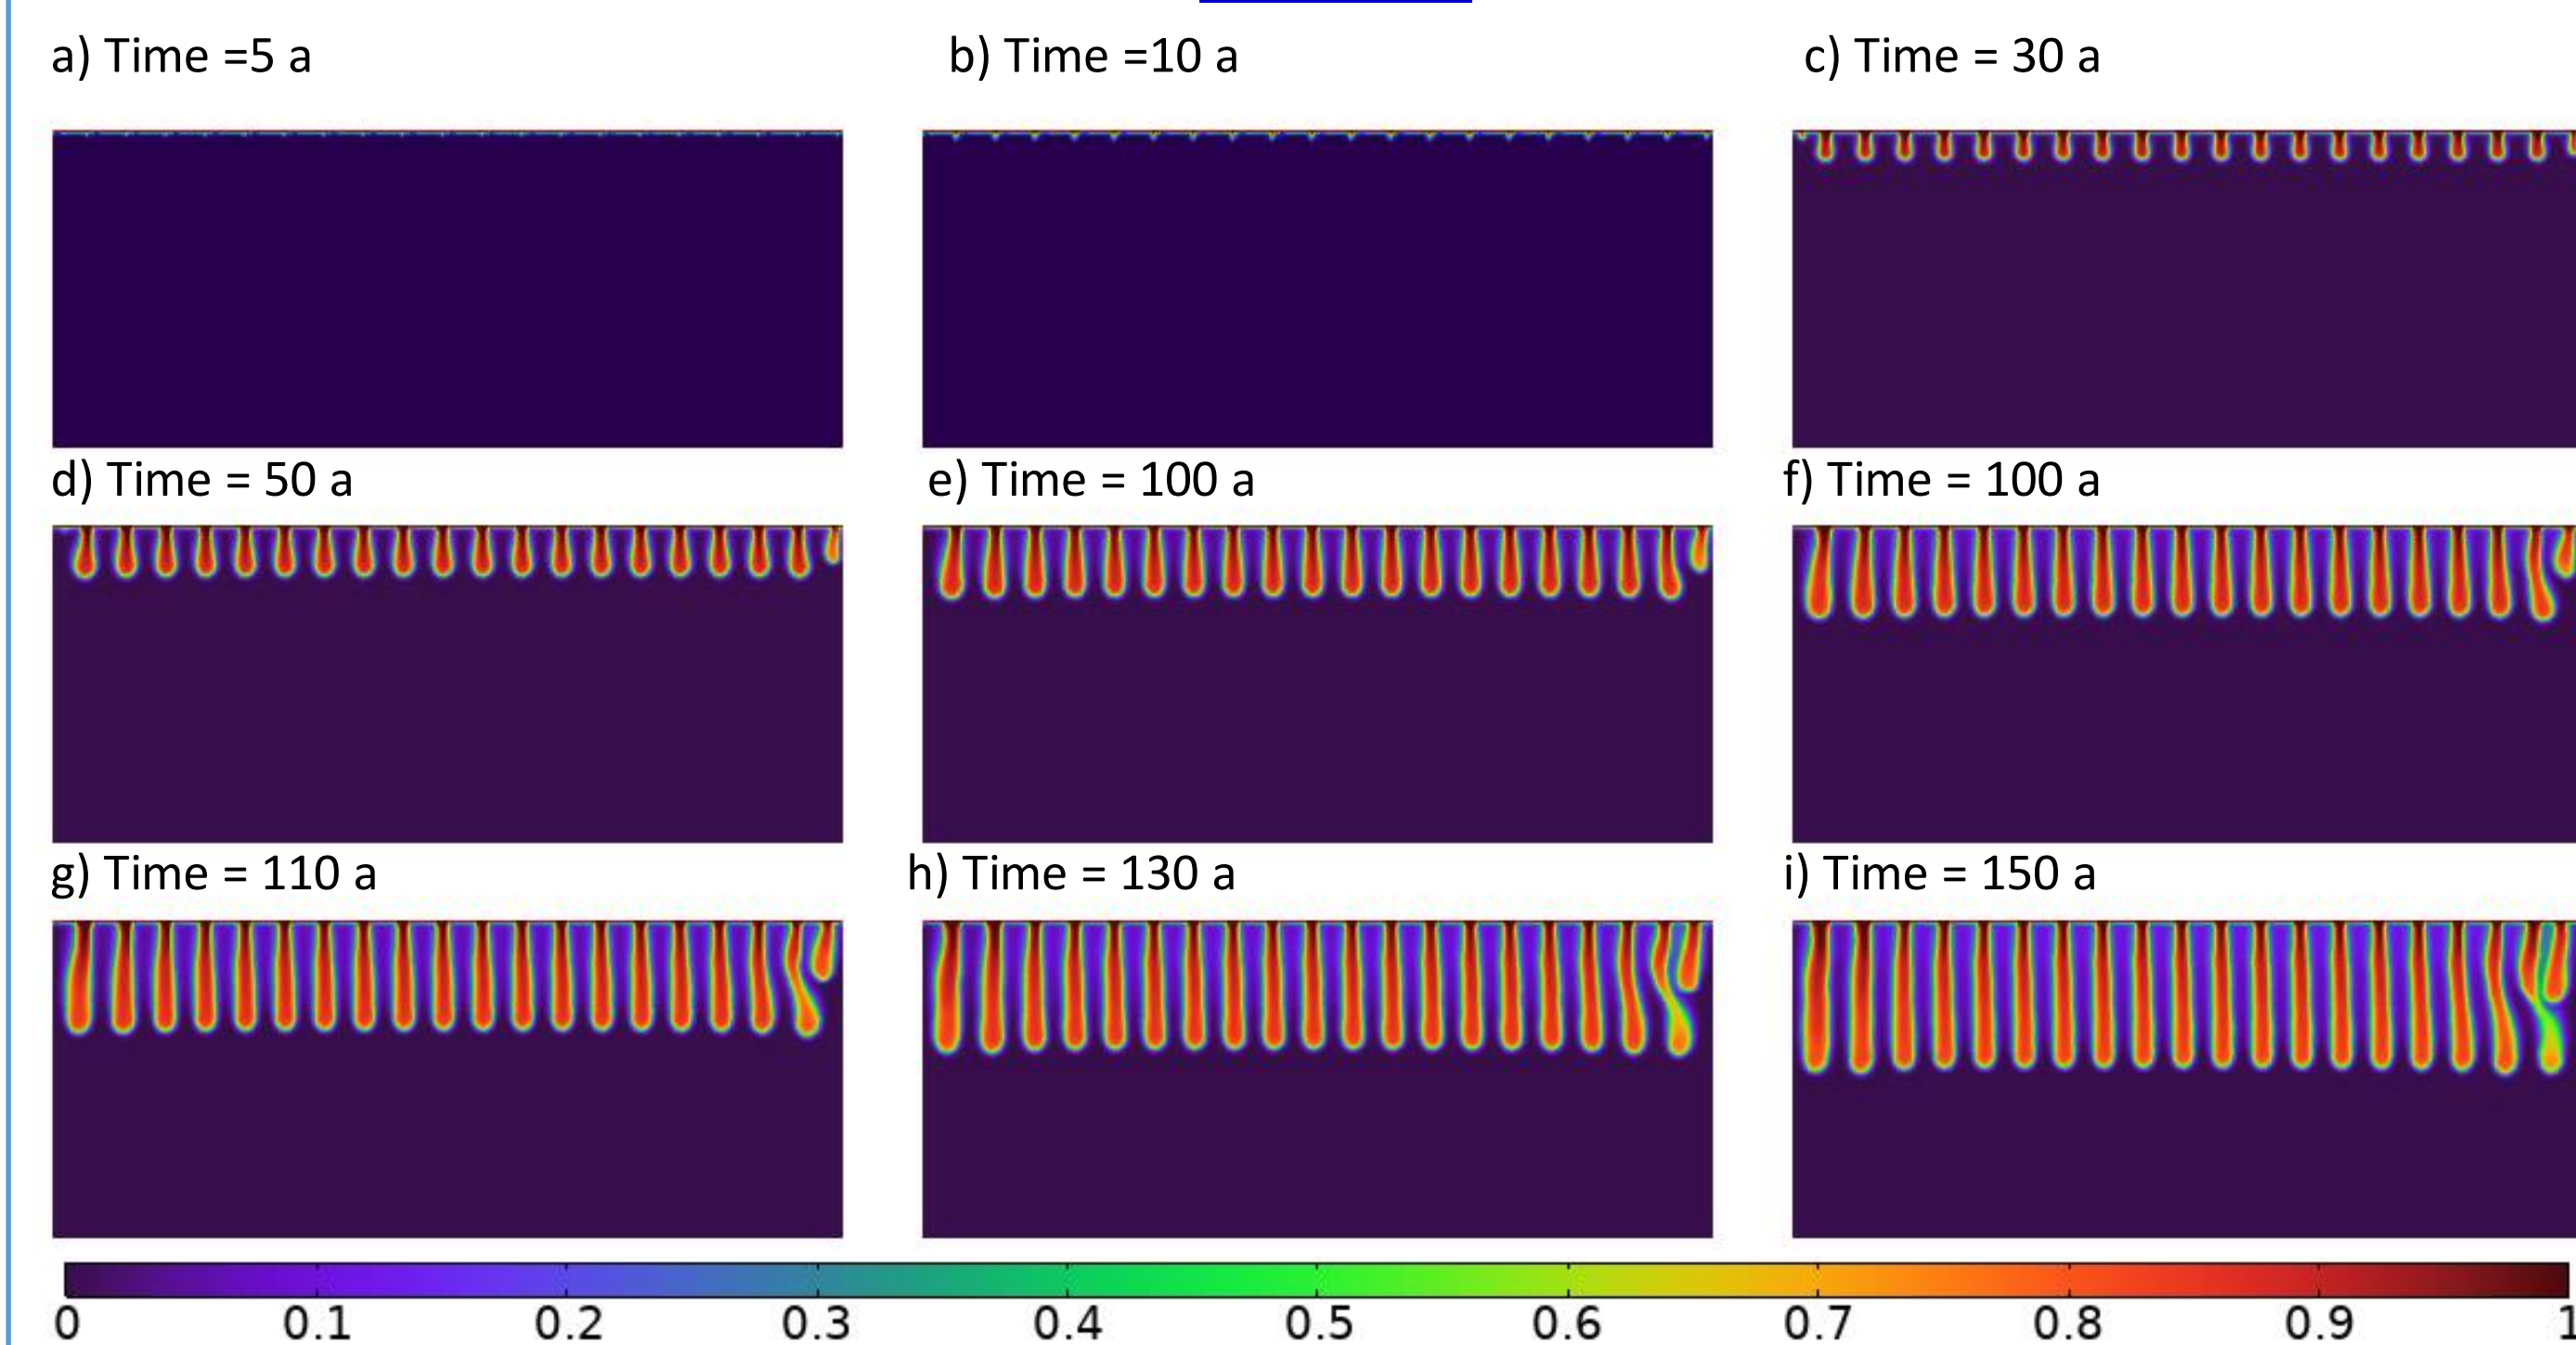 a) Time =5 a
b) Time =10 a
c) Time = 30 a
d) Time = 50 a
e) Time = 100 a
f) Time = 100 a
g) Time = 110 a
h) Time = 130 a
i) Time = 150 a
0 0.1 0.2 0.3 0.4 0.5 0.6 0.7 0.8 0.9 1